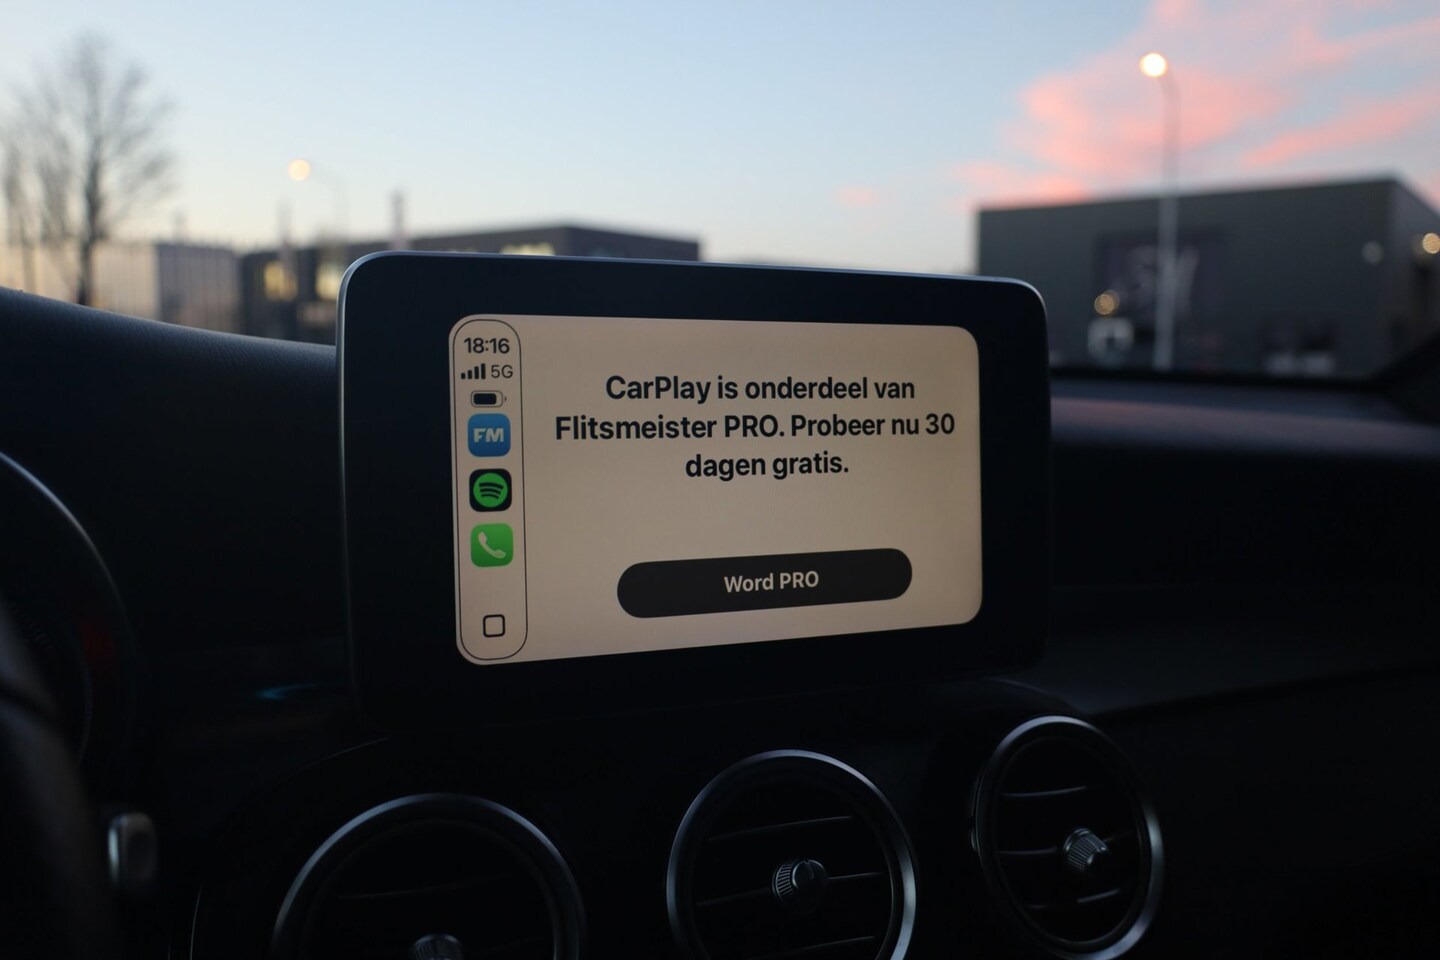 18:16
5G
FM
CarPlay is onderdeel van
Flitsmeister PRO. Probeer nu 30
dagen gratis.
Word PRO